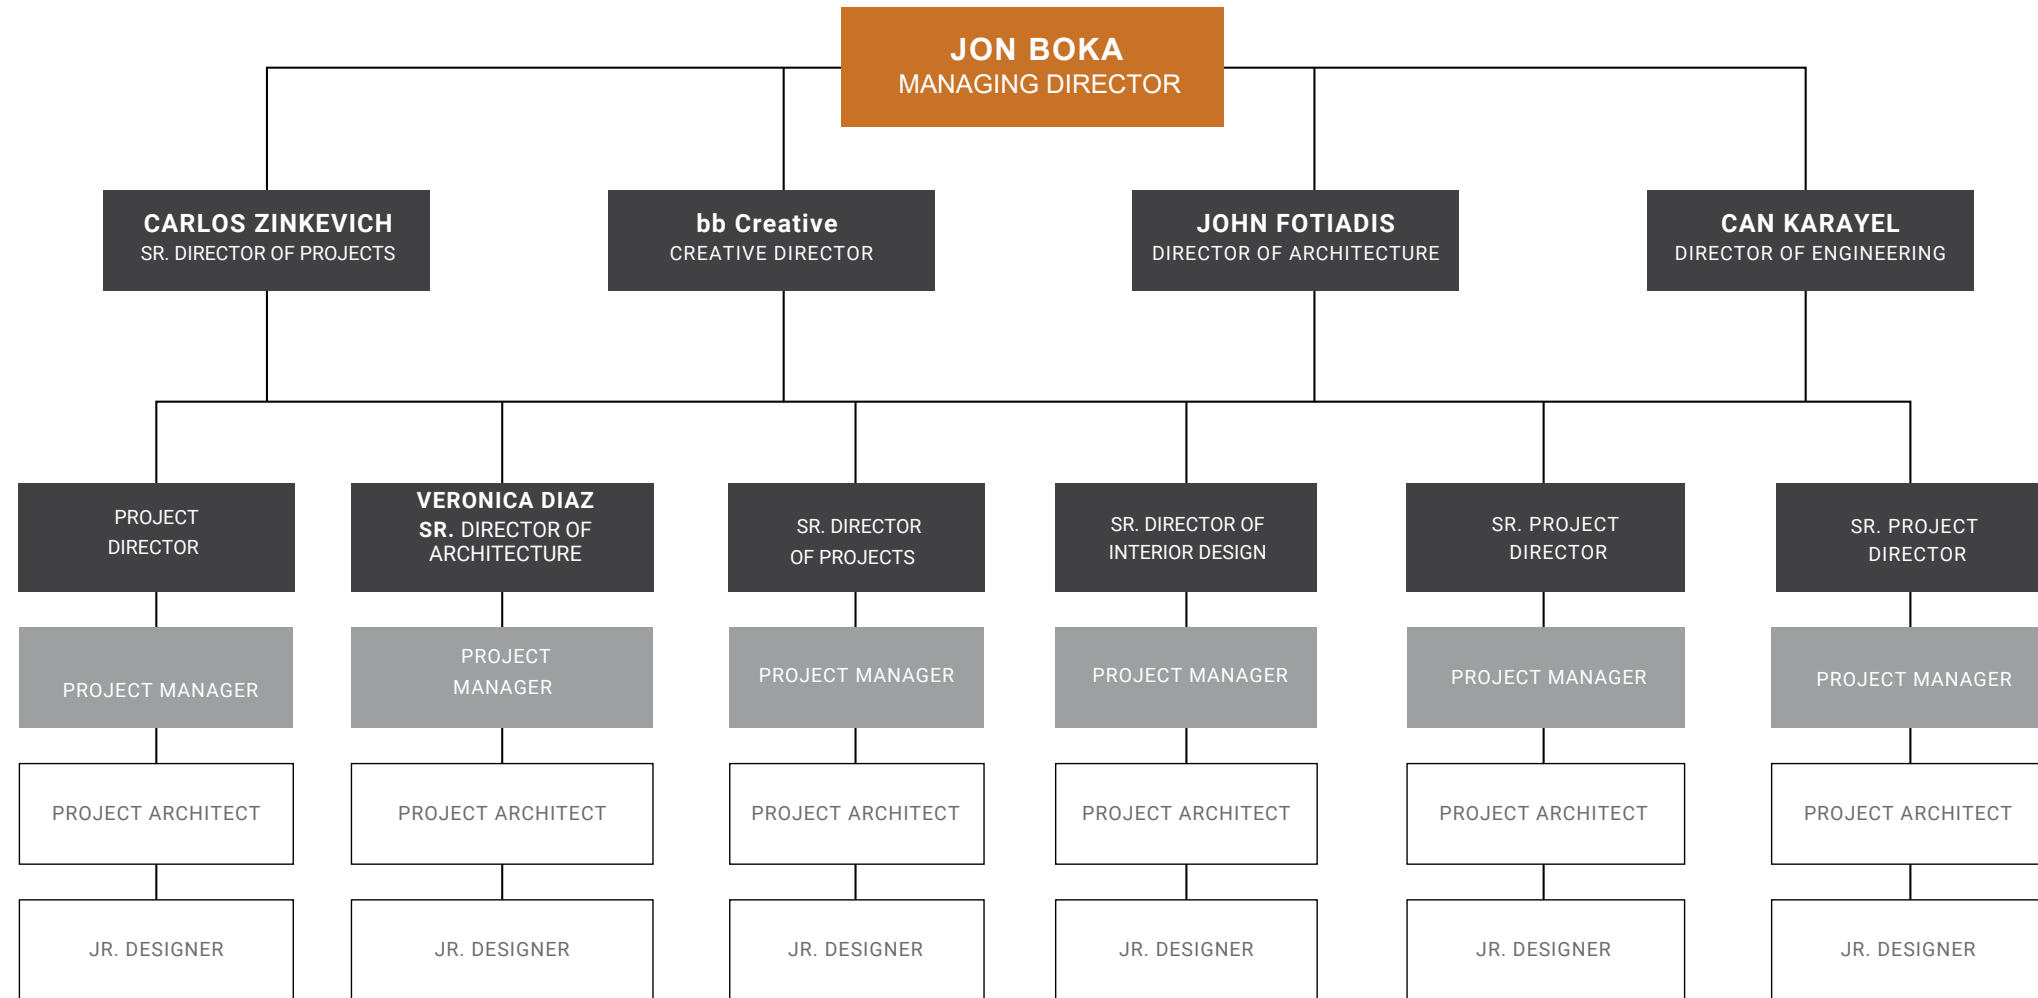 JON BOKA
MANAGING DIRECTOR
CARLOS ZINKEVICH
SR. DIRECTOR OF PROJECTS
bb Creative
CREATIVE DIRECTOR
JOHN FOTIADIS
DIRECTOR OF ARCHITECTURE
CAN KARAYEL
DIRECTOR OF ENGINEERING
PROJECT
DIRECTOR
VERONICA DIAZ
SR. DIRECTOR OF
ARCHITECTURE
SR. DIRECTOR
OF PROJECTS
SR. DIRECTOR OF
INTERIOR DESIGN
SR. PROJECT
DIRECTOR
SR. PROJECT
DIRECTOR
PROJECT MANAGER
PROJECT
MANAGER
PROJECT MANAGER
PROJECT MANAGER
PROJECT MANAGER
PROJECT MANAGER
PROJECT ARCHITECT
PROJECT ARCHITECT
PROJECT ARCHITECT
PROJECT ARCHITECT
PROJECT ARCHITECT
PROJECT ARCHITECT
JR. DESIGNER
JR. DESIGNER
JR. DESIGNER
JR. DESIGNER
JR. DESIGNER
JR. DESIGNER